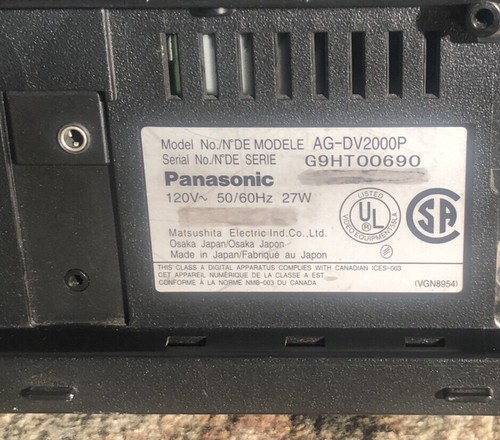 Model No./N°DE MODELE AG-DV2000P
Serial No./N°DE SERIE G9HT00690
Panasonic
120V~ 50/60Hz 27W
LISTED
UL
VIDEO EQUIPMENT 99LA
SA
Matsushita Electric Ind.Co.,Ltd.
Osaka Japan/Osaka Japon
Made in Japan/Fabriqué au Japon
THIS CLASS A DIGITAL APPARATUS COMPLIES WITH CANADIAN ICES-003.
CET APPAREIL NUMÉRIQUE DE LA CLASSE A EST
CONFORME À LA NORME NMB-003 DU CANADA
(VGN8954)